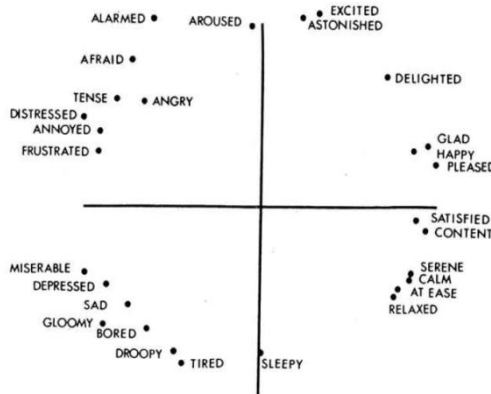 ALARMED
AROUSED
EXCITED
ASTONISHED
AFRAID
DELIGHTED
TENSE
ANGRY
DISTRESSED
ANNOYED
FRUSTRATED
GLAD
HAPPY
PLEASED
SATISFIED
CONTENT
MISERABLE
DEPRESSED
SAD
GLOOMY
BORED
DROOPY
TIRED
SLEEPY
SERENE
CALM
AT EASE
RELAXED